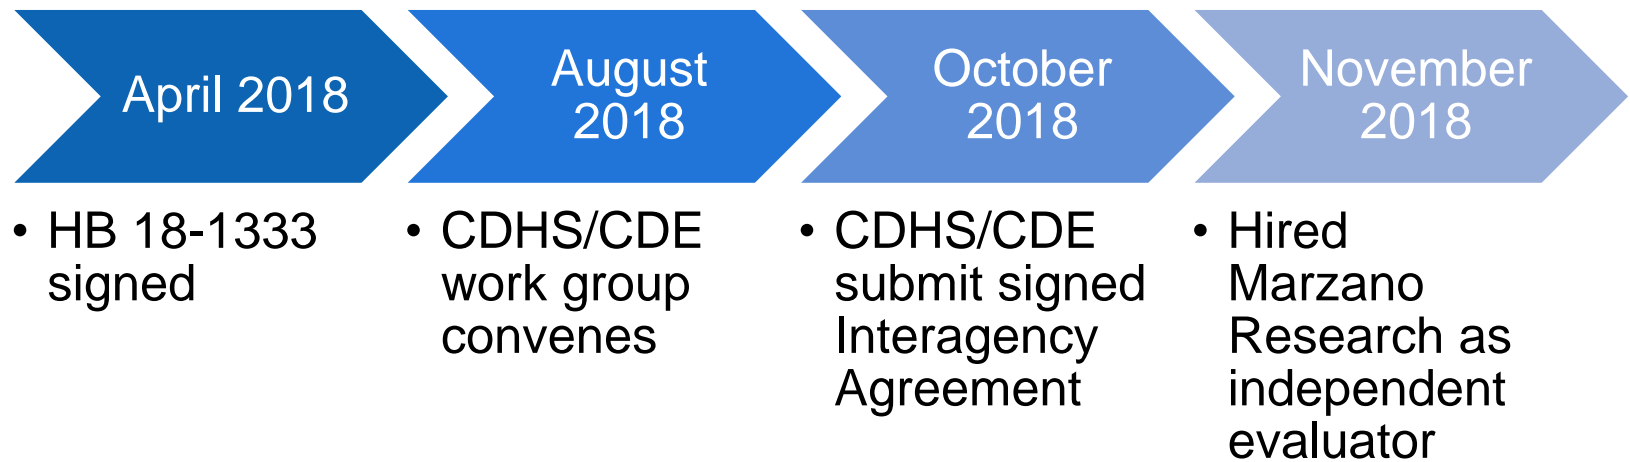 April 2018
August
2018
October
2018
November
2018
• HB 18-1333
signed
• CDHS/CDE
work group
convenes
• CDHS/CDE
submit signed
Interagency
Agreement
• Hired
Marzano
Research as
independent
evaluator